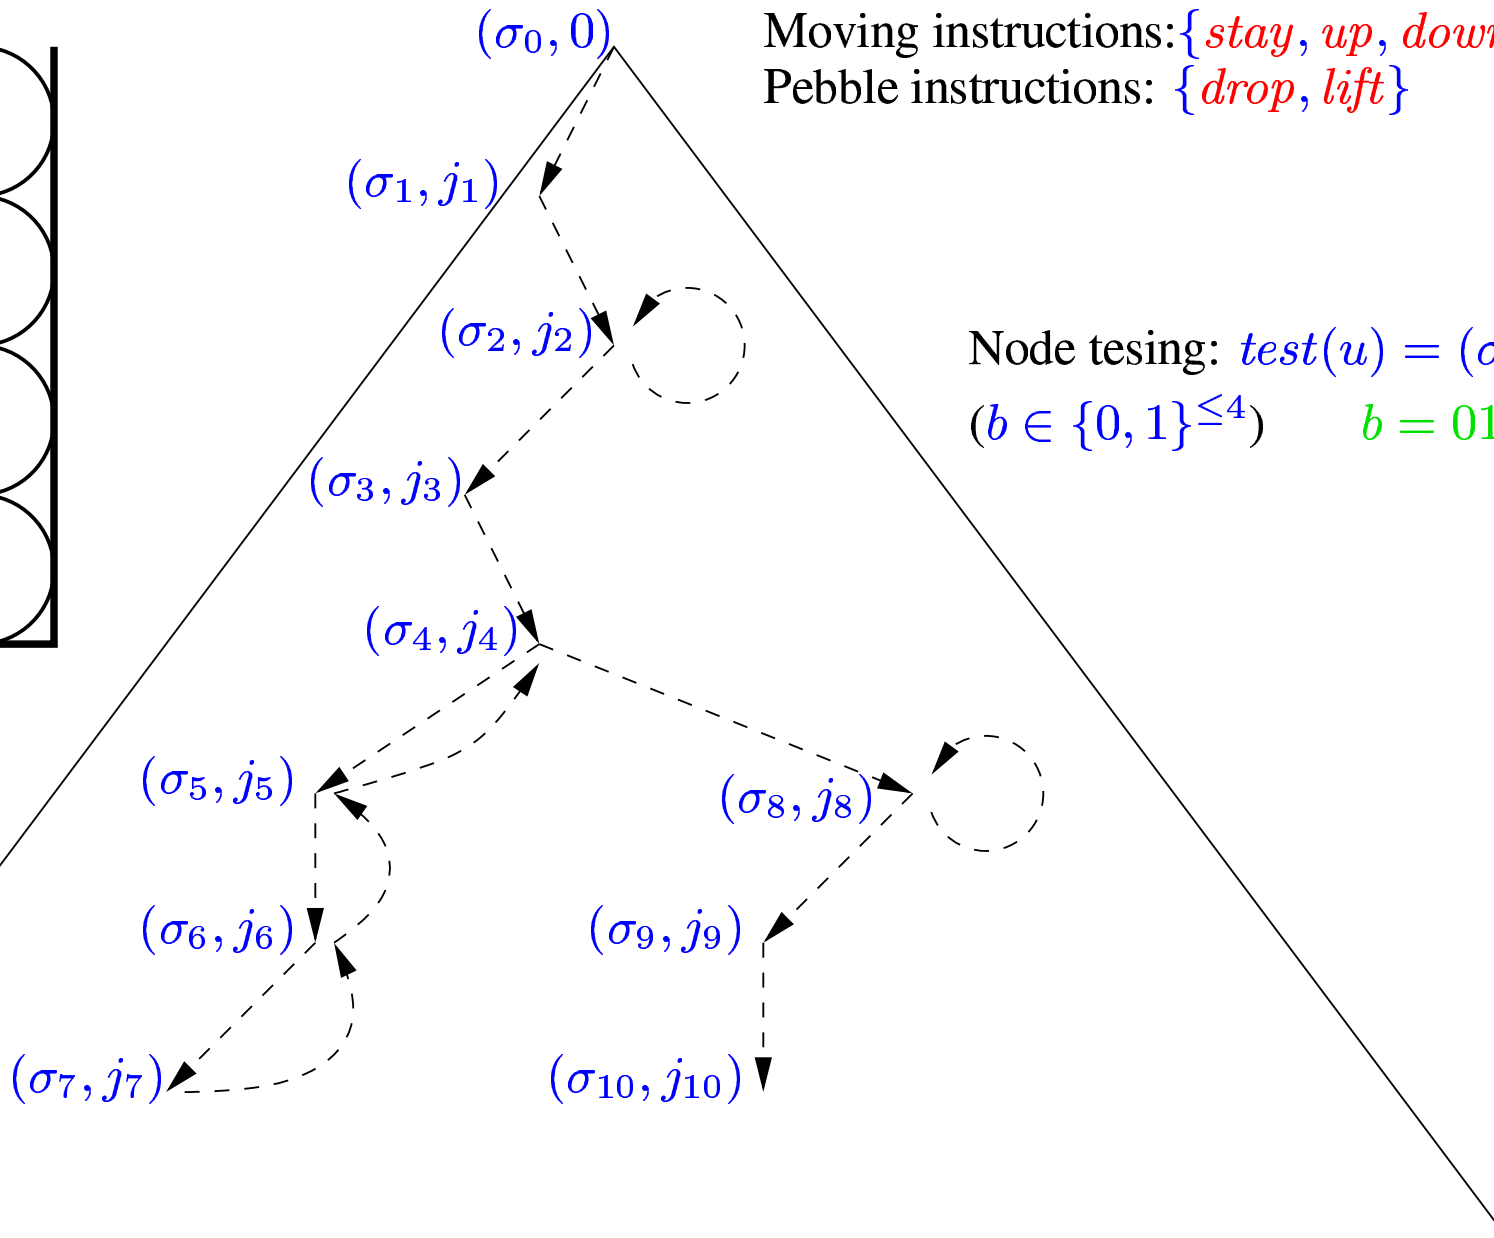 (σ₀, 0)
Moving instructions:{stay, up, down
Pebble instructions: {drop, lift}
(σ₁, j₁)
(σ₂, j₂)
Node tesing: test(u) = (σ
(b ∈ {0, 1}^≤4) b = 01
(σ₃, j₃)
(σ₄, j₄)
(σ₅, j₅)
(σ₈, j₈)
(σ₆, j₆)
(σ₉, j₉)
(σ₇, j₇)
(σ₁₀, j₁₀)